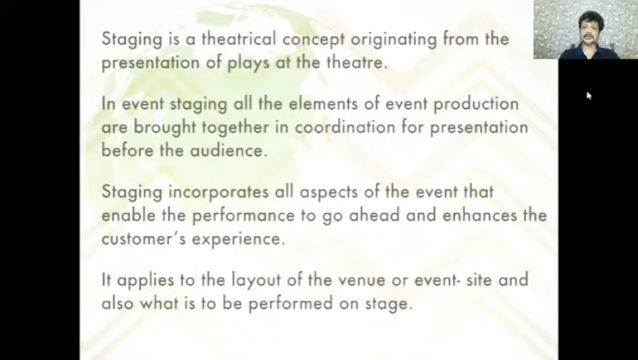 Staging is a theatrical concept originating from the
presentation of plays at the theatre.
In event staging all the elements of event production
are brought together in coordination for presentation
before the audience.
Staging incorporates all aspects of the event that
enable the performance to go ahead and enhances the
customer's experience.
It applies to the layout of the venue or event- site and
also what is to be performed on stage.